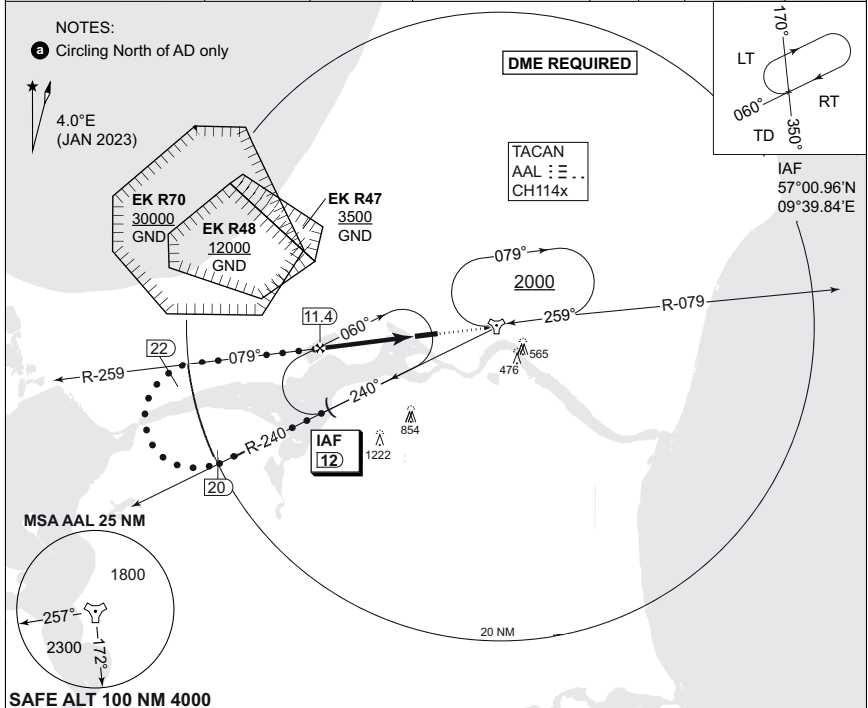 NOTES:
a Circling North of AD only
4.0°E
(JAN 2023)
DME REQUIRED
170°
LT
060°
RT
TD
350°
TACAN
AAL
CH114x
IAF
57°00.96'N
09°39.84'E
EK R70
30000
GND
EK R48
12000
GND
EK R47
3500
GND
079°
2000
259°
R-079
11.4
060°
22
079°
R-259
565
476
240°
854
R-240
IAF
12
1222
20
MSA AAL 25 NM
1800
257°
2300
172°
20 NM
SAFE ALT 100 NM 4000